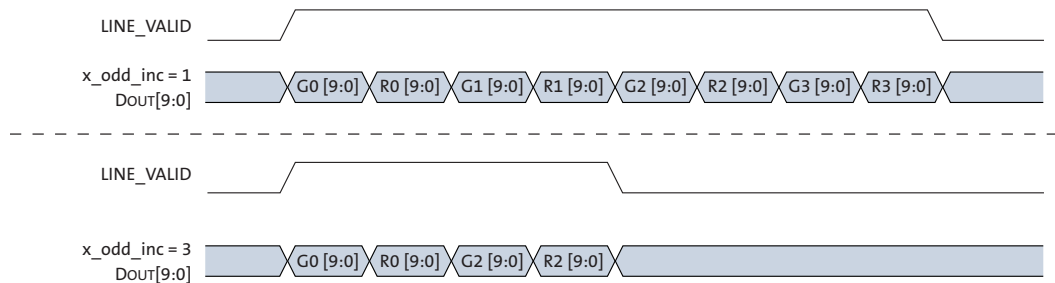 LINE_VALID
x_odd_inc = 1
DOUT[9:0]
G0 [9:0] R0 [9:0] G1 [9:0] R1 [9:0] G2 [9:0] R2 [9:0] G3 [9:0] R3 [9:0]
LINE_VALID
x_odd_inc = 3
DOUT[9:0]
G0 [9:0] R0 [9:0] G2 [9:0] R2 [9:0]